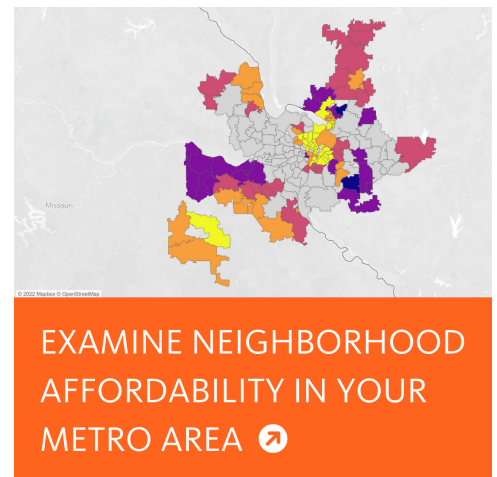 Missouri
© 2022 Mapbox © OpenStreetMap
EXAMINE NEIGHBORHOOD
AFFORDABILITY IN YOUR
METRO AREA